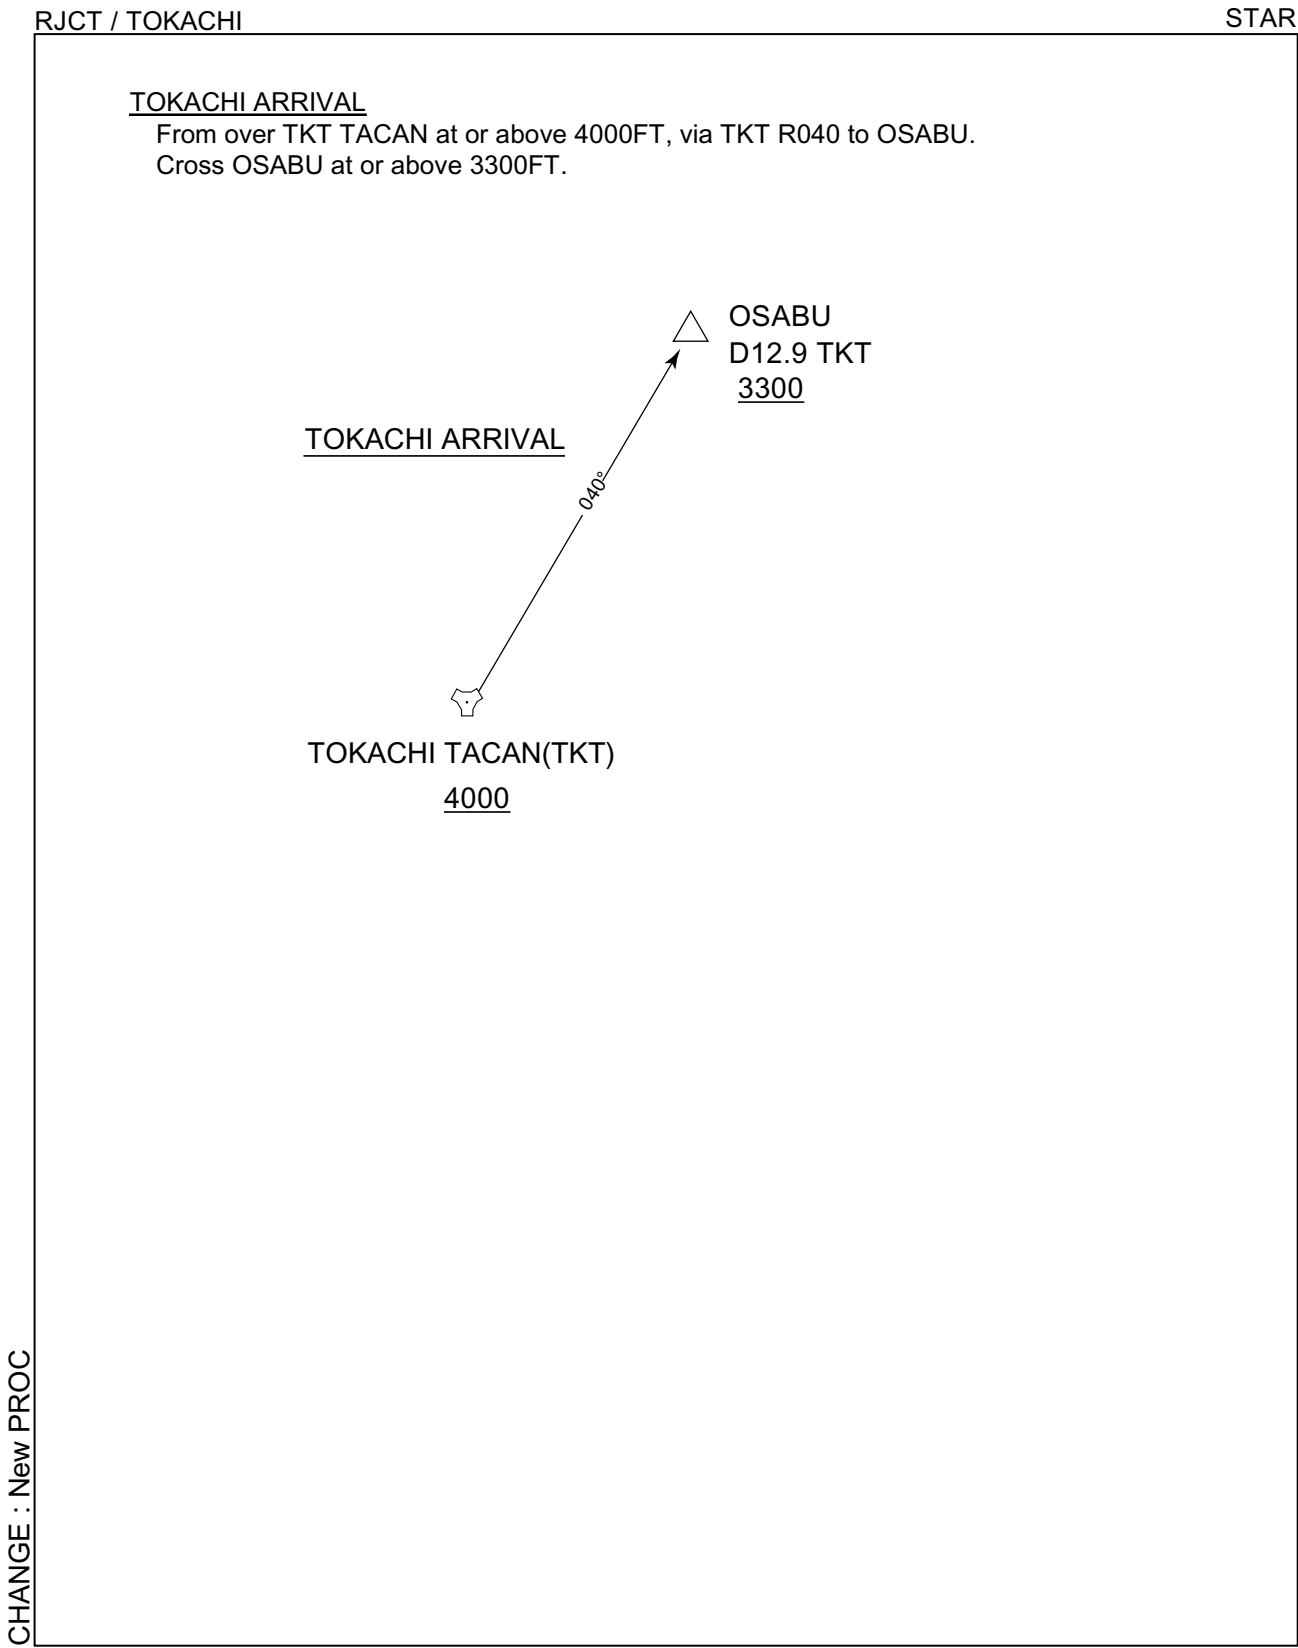 RJCT / TOKACHI
STAR
TOKACHI ARRIVAL
From over TKT TACAN at or above 4000FT, via TKT R040 to OSABU.
Cross OSABU at or above 3300FT.
OSABU
D12.9 TKT
3300
TOKACHI ARRIVAL
040°
TOKACHI TACAN(TKT)
4000
CHANGE : New PROC